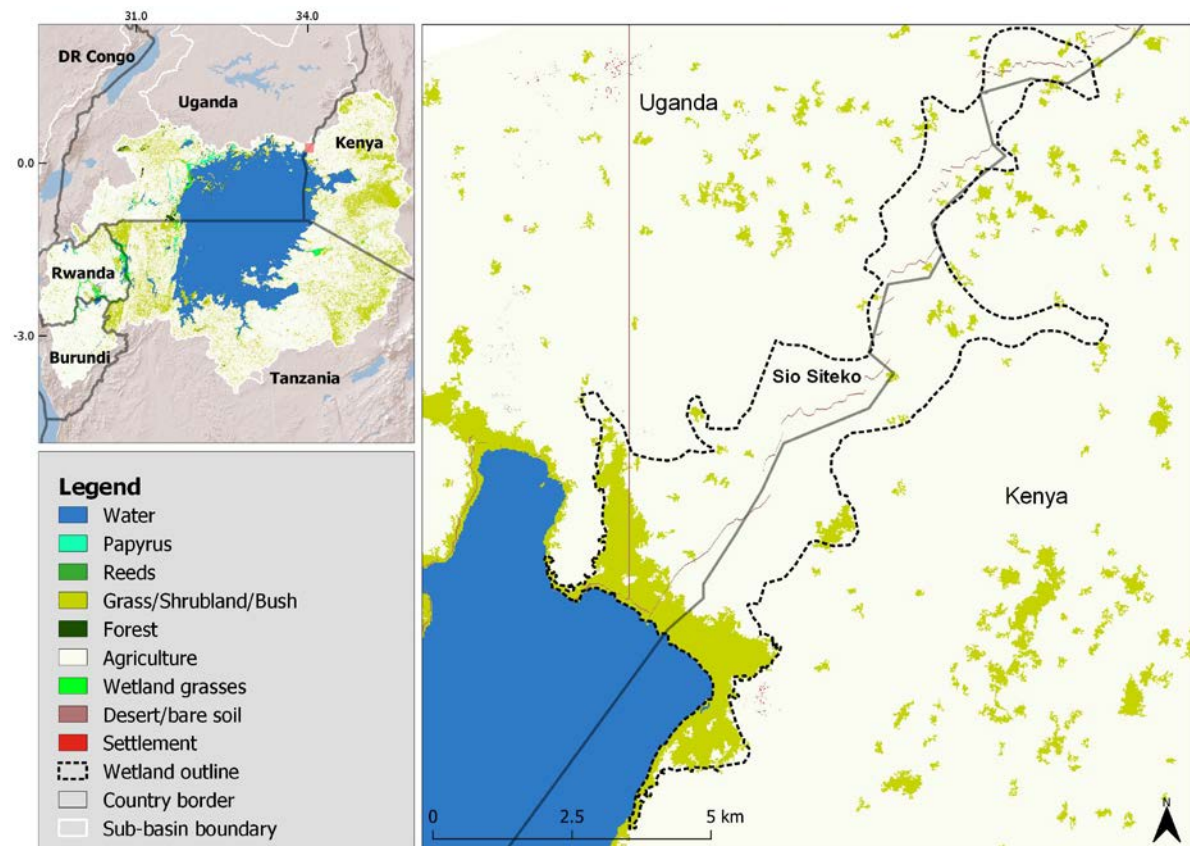 31.0 34.0
DR Congo
Uganda
Kenya
0.0
Rwanda
-3.0
Burundi
Tanzania
Legend
Water
Papyrus
Reeds
Grass/Shrubland/Bush
Forest
Agriculture
Wetland grasses
Desert/bare soil
Settlement
Wetland outline
Country border
Sub-basin boundary
Uganda
Sio Siteko
Kenya
0 2.5 5 km
N